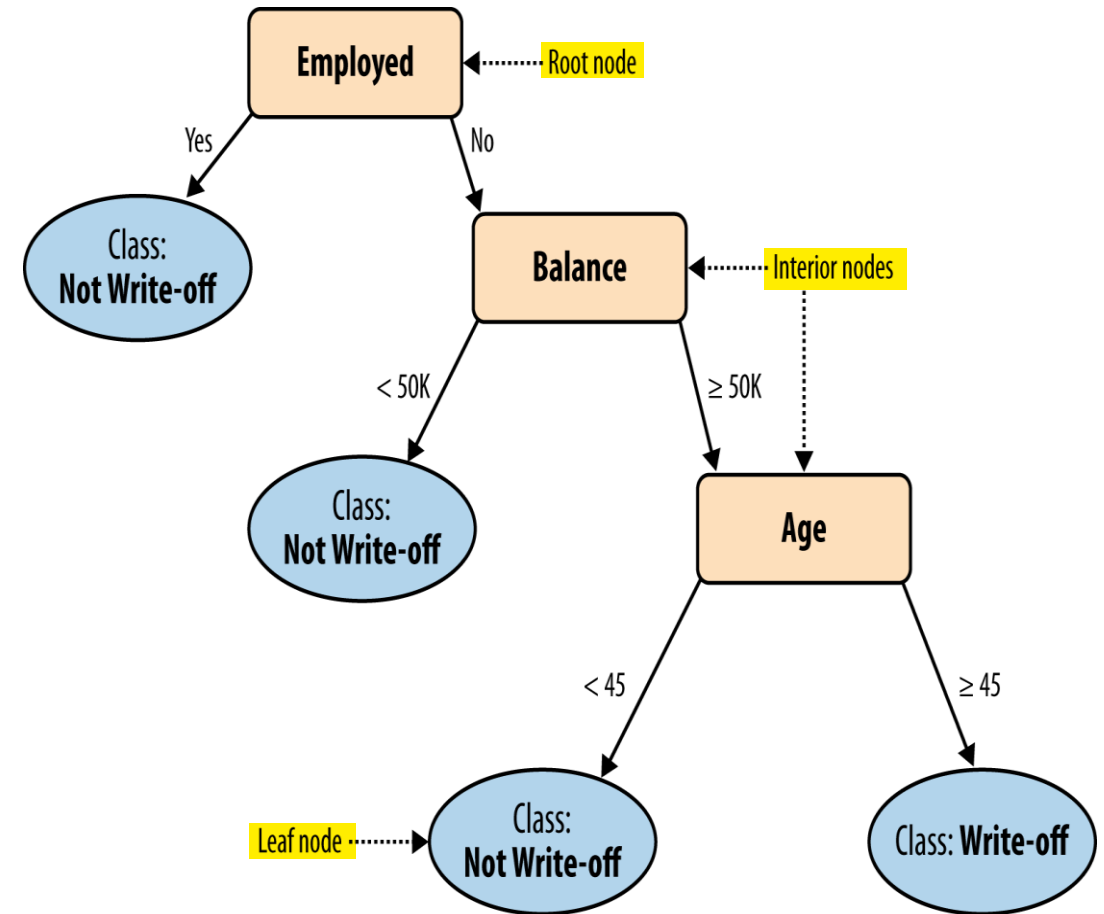 Employed
Root node
Yes
No
Class:
Not Write-off
Balance
Interior nodes
< 50K
≥ 50K
Class:
Not Write-off
Age
< 45
≥ 45
Leaf node
Class:
Not Write-off
Class: Write-off